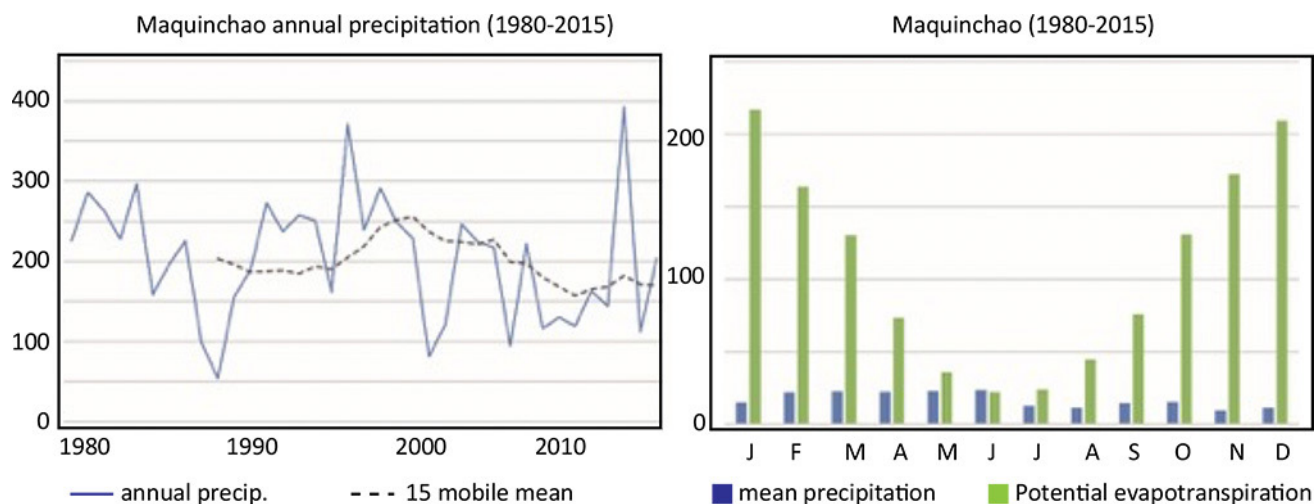 Maquinchao annual precipitation (1980-2015)
400
300
200
100
0
1980 1990 2000 2010
annual precip. 15 mobile mean
Maquinchao (1980-2015)
200
100
0
J F M A M J J A S O N D
mean precipitation Potential evapotranspiration